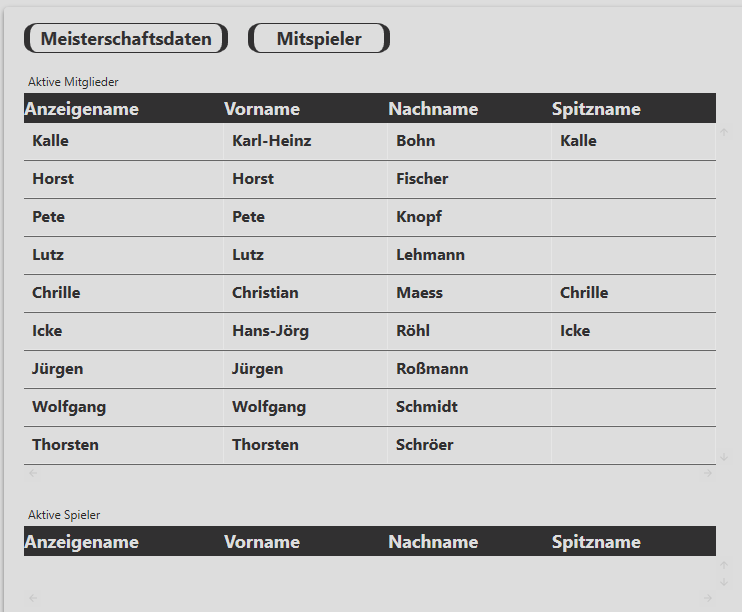 Meisterschaftsdaten Mitspieler
Aktive Mitglieder
Anzeigename Vorname Nachname Spitzname
Kalle Karl-Heinz Bohn Kalle
Horst Horst Fischer
Pete Pete Knopf
Lutz Lutz Lehmann
Chrille Christian Maess Chrille
Icke Hans-Jörg Röhl Icke
Jürgen Jürgen Roßmann
Wolfgang Wolfgang Schmidt
Thorsten Thorsten Schröer
Aktive Spieler
Anzeigename Vorname Nachname Spitzname